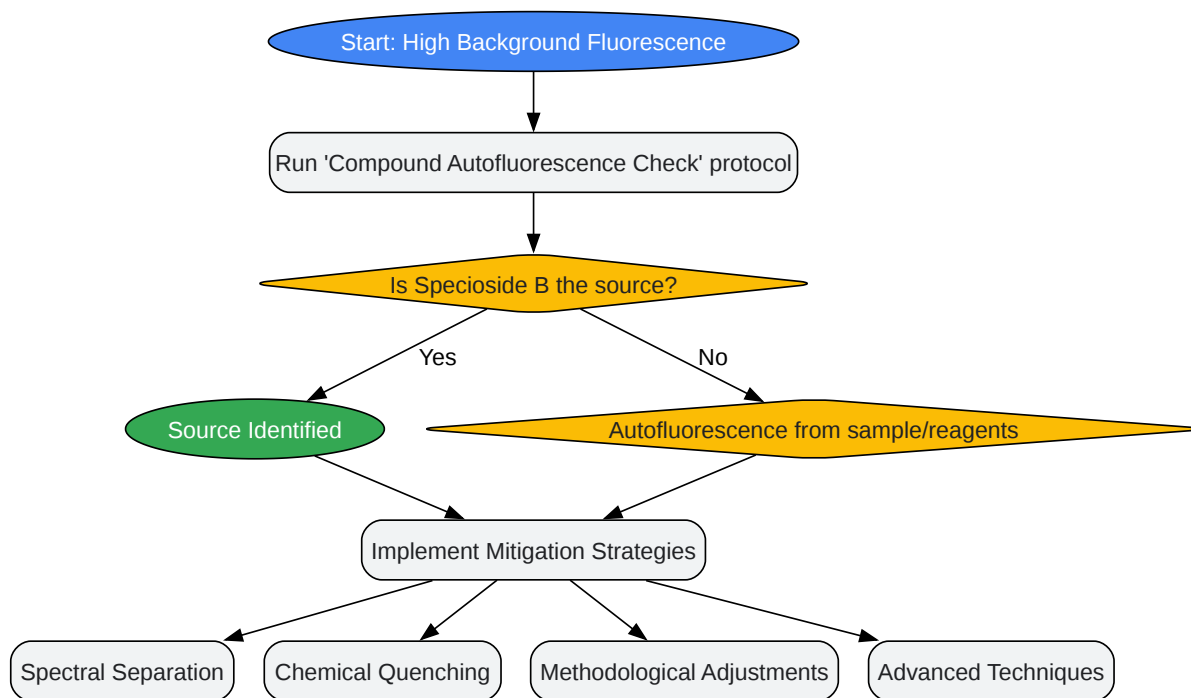 Start: High Background Fluorescence
Run 'Compound Autofluorescence Check' protocol
Is Specioside B the source?
Yes
No
Source Identified
Autofluorescence from sample/reagents
Implement Mitigation Strategies
Spectral Separation
Chemical Quenching
Methodological Adjustments
Advanced Techniques